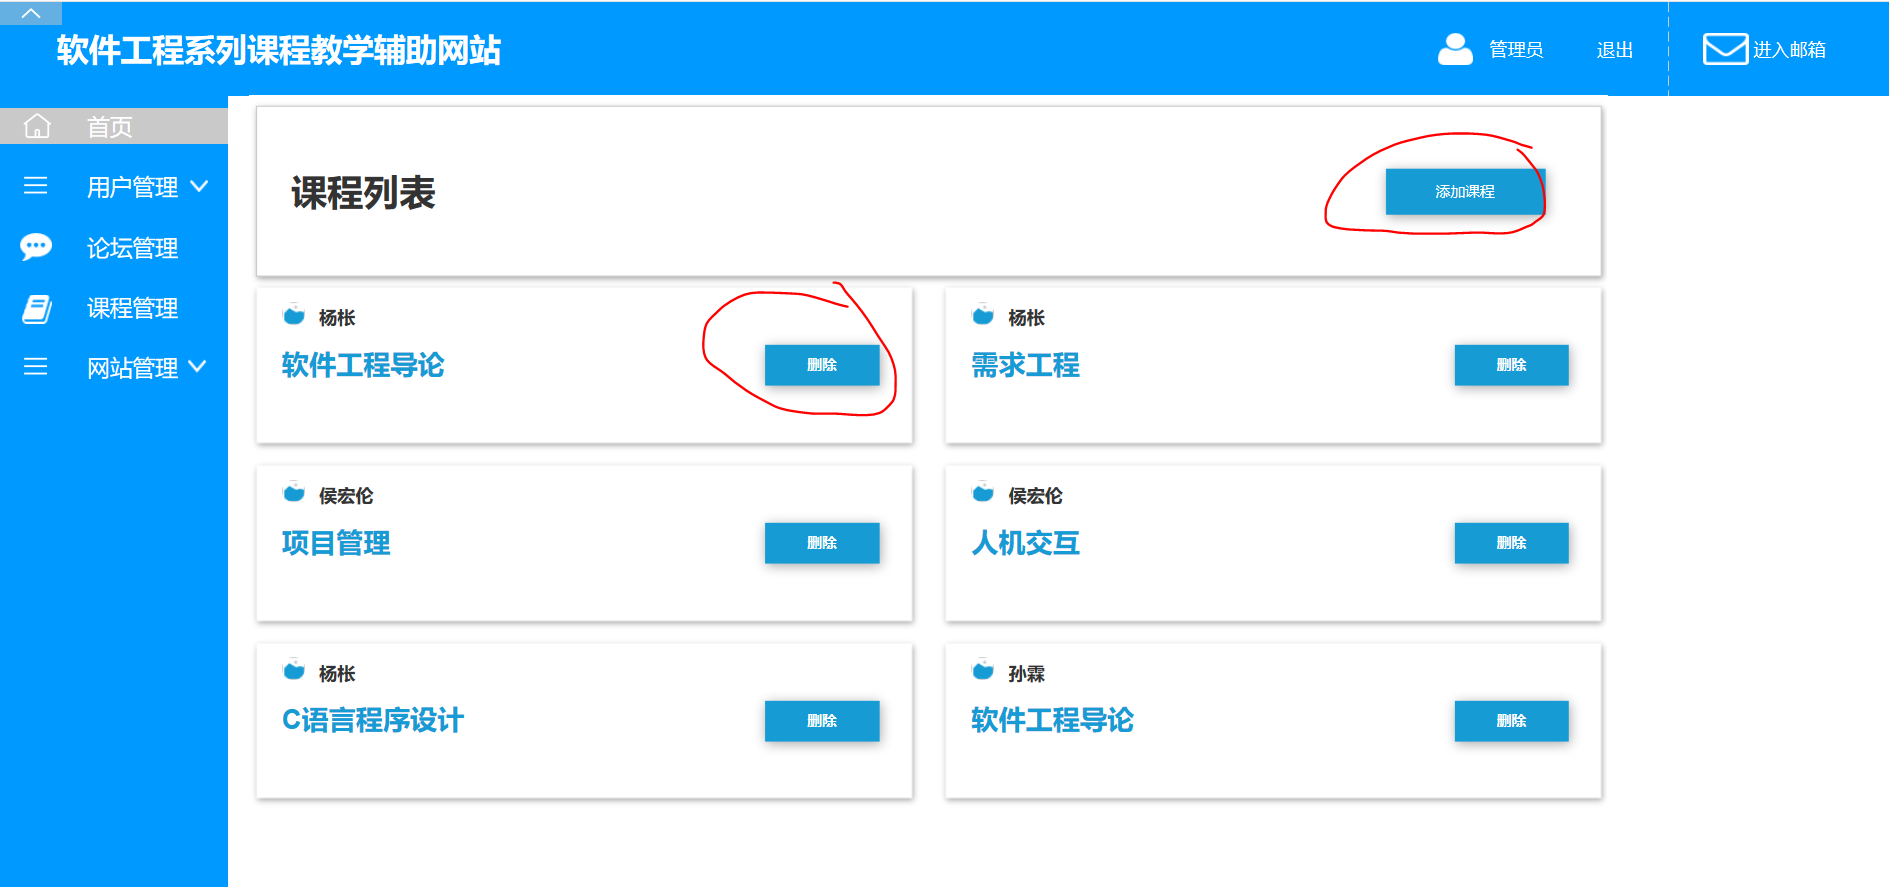 软件工程系列课程教学辅助网站
管理员
退出
进入邮箱
首页
用户管理
论坛管理
课程管理
网站管理
课程列表
添加课程
杨枨
软件工程导论
删除
杨枨
需求工程
删除
侯宏伦
项目管理
删除
侯宏伦
人机交互
删除
杨枨
C语言程序设计
删除
孙霖
软件工程导论
删除